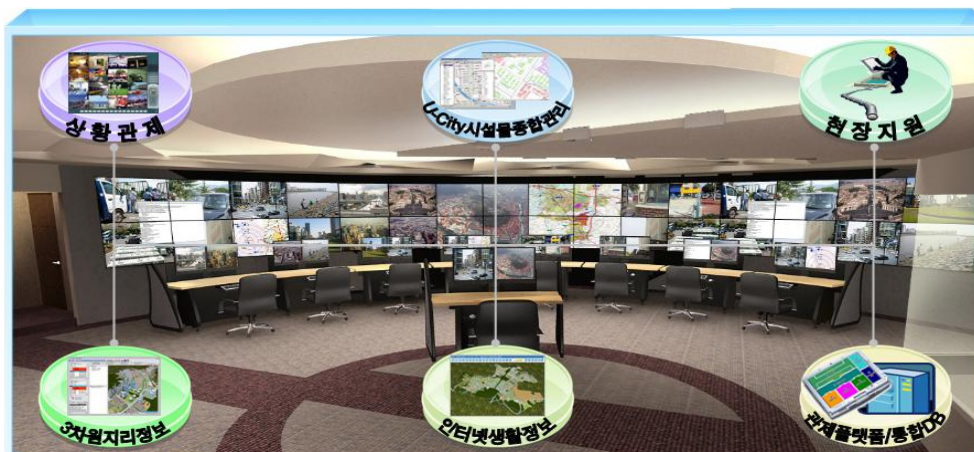 상황관제
U-City시설물종합관리
현장지원
3차원지리정보
인터넷생활정보
관제플랫폼/통합DB